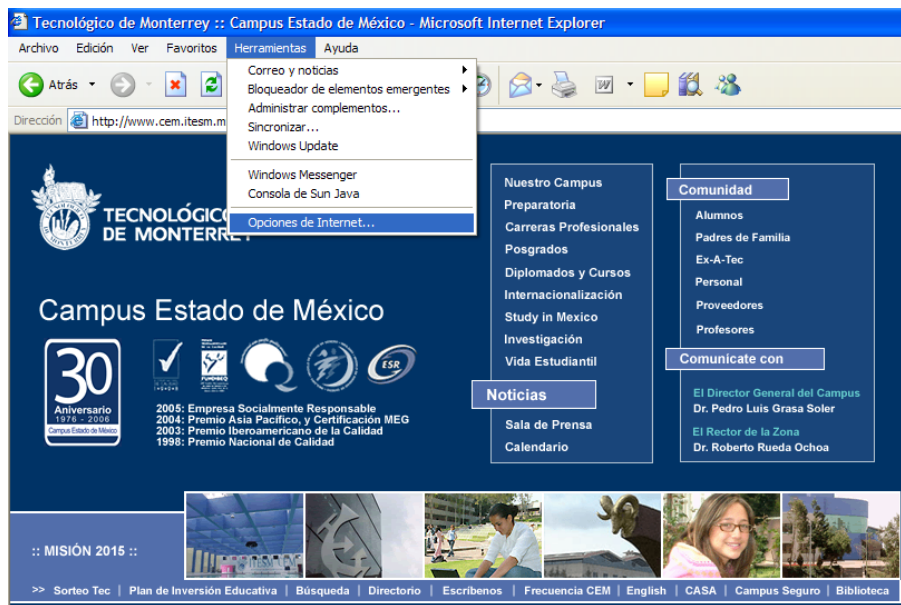 Tecnológico de Monterrey :: Campus Estado de México - Microsoft Internet Explorer
Archivo Edición Ver Favoritos Herramientas Ayuda
Atrás
Correo y noticias
Bloqueador de elementos emergentes
Administrar complementos...
Sincronizar...
Windows Update
Windows Messenger
Consola de Sun Java
Opciones de Internet...
Dirección http://www.cem.itesm.m
TECNOLÓGICO
DE MONTERREY
Campus Estado de México
30
Aniversario
1976 - 2006
Campus Estado de México
ESR
2005: Empresa Socialmente Responsable
2004: Premio Asia Pacífico, y Certificación MEG
2003: Premio Iberoamericano de la Calidad
1998: Premio Nacional de Calidad
Nuestro Campus
Preparatoria
Carreras Profesionales
Posgrados
Diplomados y Cursos
Internacionalización
Study in Mexico
Investigación
Vida Estudiantil
Noticias
Sala de Prensa
Calendario
Comunidad
Alumnos
Padres de Familia
Ex-A-Tec
Personal
Proveedores
Profesores
Comunicate con
El Director General del Campus
Dr. Pedro Luis Grasa Soler
El Rector de la Zona
Dr. Roberto Rueda Ochoa
:: MISIÓN 2015 ::
>> Sorteo Tec | Plan de Inversión Educativa | Búsqueda | Directorio | Escríbenos | Frecuencia CEM | English | CASA | Campus Seguro | Biblioteca